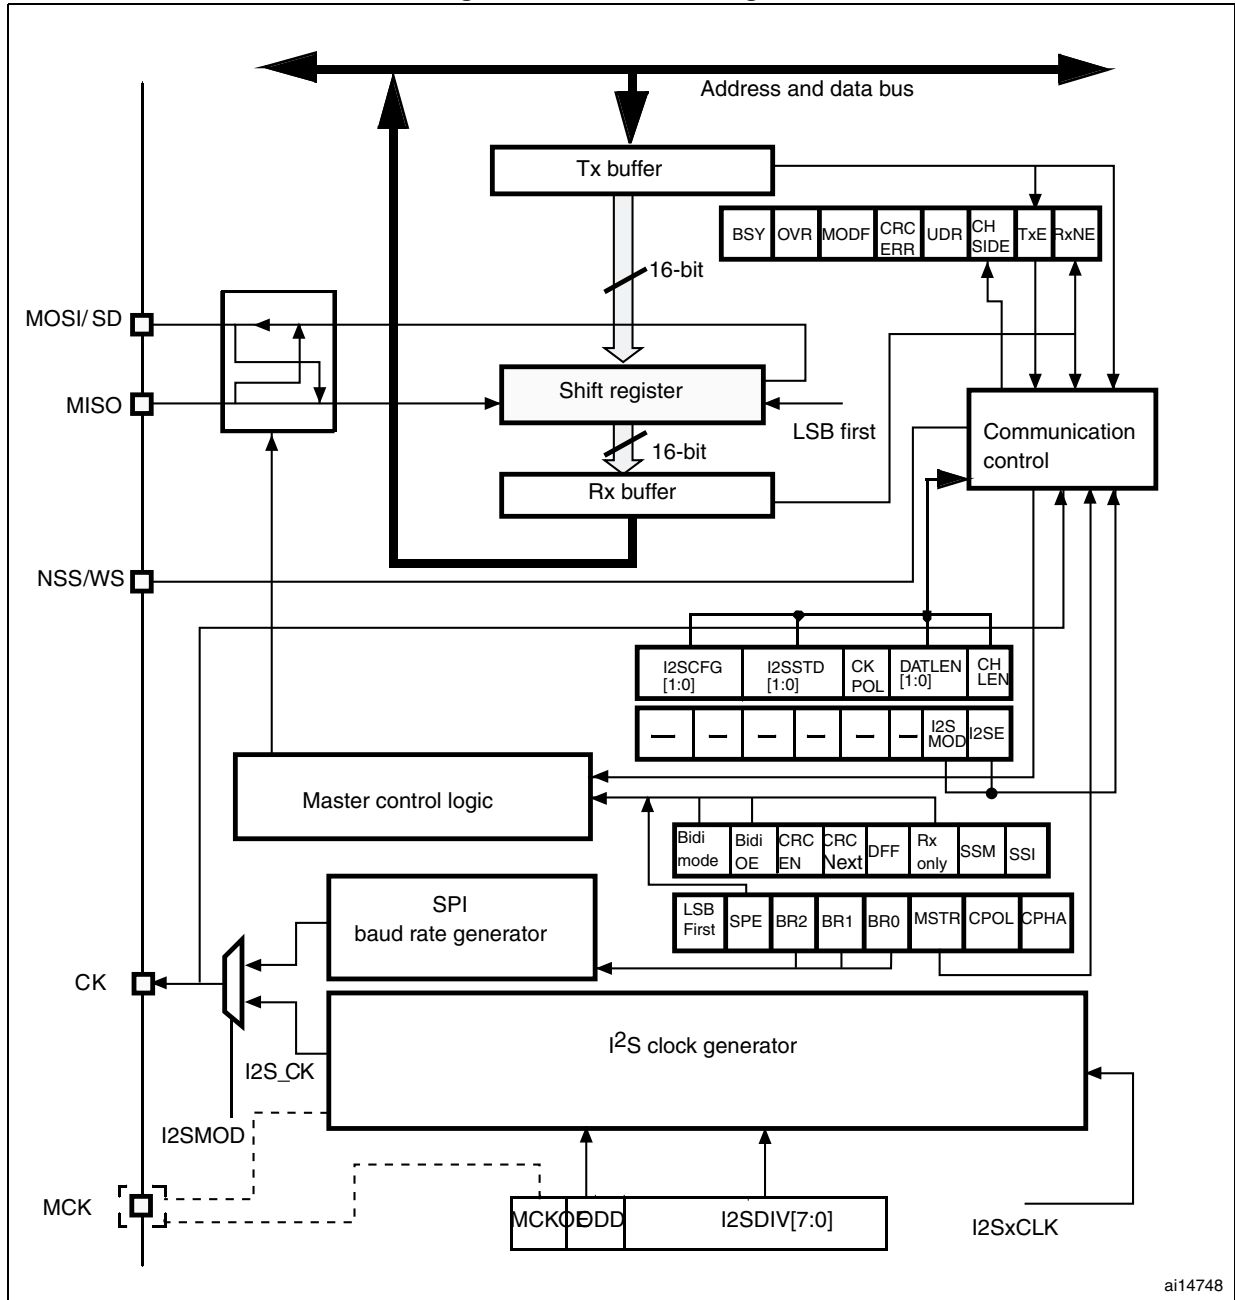 Address and data bus
Tx buffer
BSY OVR MODF CRC ERR UDR CH SIDE TxE RxNE
16-bit
MOSI/ SD
Shift register
MISO
LSB first
Communication
control
16-bit
Rx buffer
NSS/WS
I2SCFG [1:0] I2SSTD [1:0] CK POL DATLEN [1:0] CH LEN
— — — — — — I2S MOD I2SE
Master control logic
Bidi mode Bidi OE CRC EN CRC Next DFF Rx only SSM SSI
LSB First SPE BR2 BR1 BR0 MSTR CPOL CPHA
SPI
baud rate generator
CK
I2S clock generator
I2S_CK
I2SMOD
MCK
MCKOE ODD I2SDIV[7:0]
I2SxCLK
ai14748